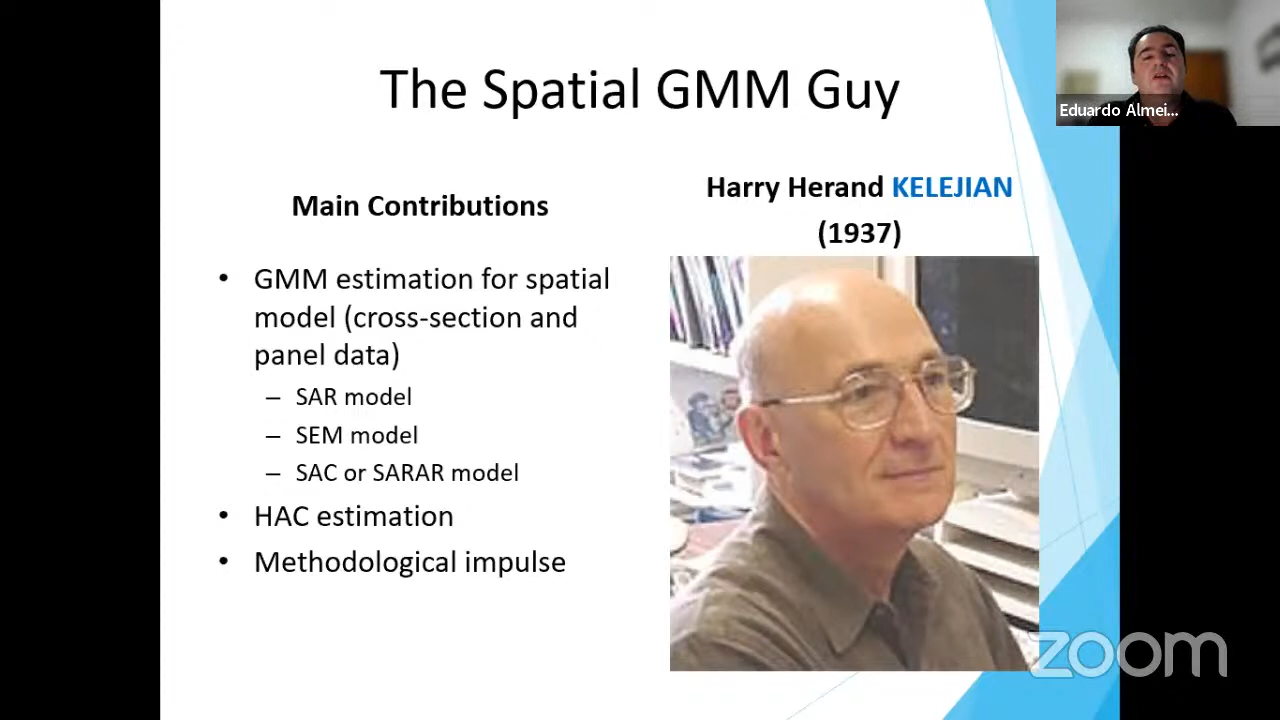 The Spatial GMM Guy
Eduardo Almei...
Main Contributions
• GMM estimation for spatial
model (cross-section and
panel data)
– SAR model
– SEM model
– SAC or SARAR model
• HAC estimation
• Methodological impulse
Harry Herand KELEJIAN
(1937)
zoom